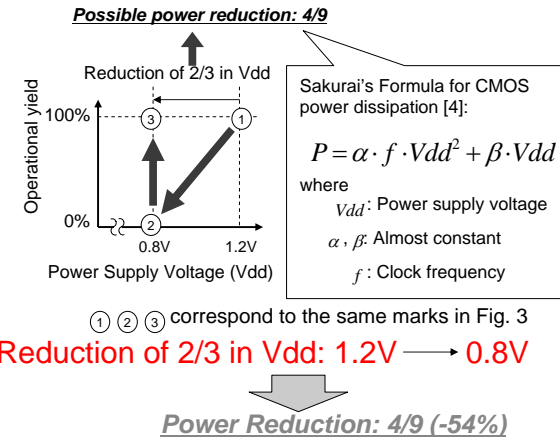 Possible power reduction: 4/9
Reduction of 2/3 in Vdd
Operational yield
100%
0%
3
1
2
0.8V
1.2V
Power Supply Voltage (Vdd)
Sakurai's Formula for CMOS
power dissipation [4]:
P = α · f · Vdd² + β · Vdd
where
Vdd : Power supply voltage
α , β: Almost constant
f : Clock frequency
1 2 3 correspond to the same marks in Fig. 3
Reduction of 2/3 in Vdd: 1.2V → 0.8V
Power Reduction: 4/9 (-54%)